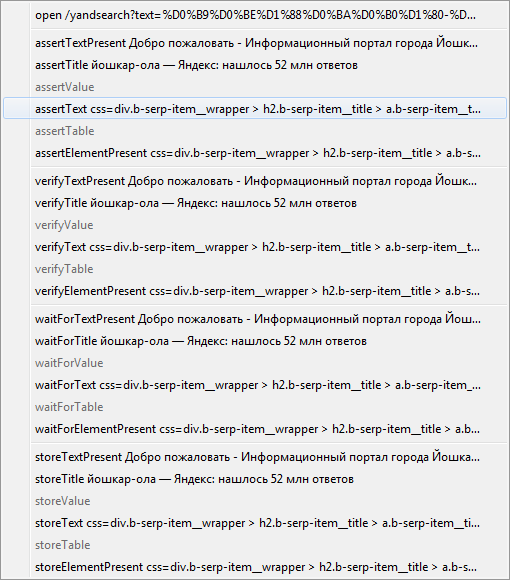 open /yandsearch?text=%D0%B9%D0%BE%D1%88%D0%BA%D0%B0%D1%80-%D...
assertTextPresent Добро пожаловать - Информационный портал города Йошк...
assertTitle йошкар-ола — Яндекс: нашлось 52 млн ответов
assertValue
assertText css=div.b-serp-item__wrapper > h2.b-serp-item__title > a.b-serp-item__t...
assertTable
assertElementPresent css=div.b-serp-item__wrapper > h2.b-serp-item__title > a.b-s...
verifyTextPresent Добро пожаловать - Информационный портал города Йошк...
verifyTitle йошкар-ола — Яндекс: нашлось 52 млн ответов
verifyValue
verifyText css=div.b-serp-item__wrapper > h2.b-serp-item__title > a.b-serp-item__t...
verifyTable
verifyElementPresent css=div.b-serp-item__wrapper > h2.b-serp-item__title > a.b-s...
waitForTextPresent Добро пожаловать - Информационный портал города Йош...
waitForTitle йошкар-ола — Яндекс: нашлось 52 млн ответов
waitForValue
waitForText css=div.b-serp-item__wrapper > h2.b-serp-item__title > a.b-serp-item_...
waitForTable
waitForElementPresent css=div.b-serp-item__wrapper > h2.b-serp-item__title > a.b...
storeTextPresent Добро пожаловать - Информационный портал города Йошка...
storeTitle йошкар-ола — Яндекс: нашлось 52 млн ответов
storeValue
storeText css=div.b-serp-item__wrapper > h2.b-serp-item__title > a.b-serp-item__ti...
storeTable
storeElementPresent css=div.b-serp-item__wrapper > h2.b-serp-item__title > a.b-s...